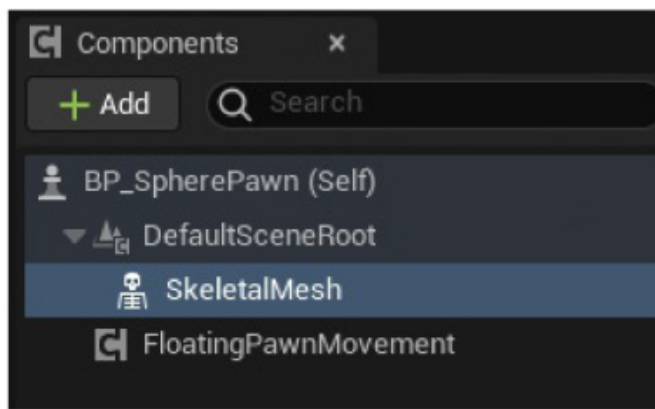 Components
Add
Search
BP_SpherePawn (Self)
DefaultSceneRoot
SkeletalMesh
FloatingPawnMovement